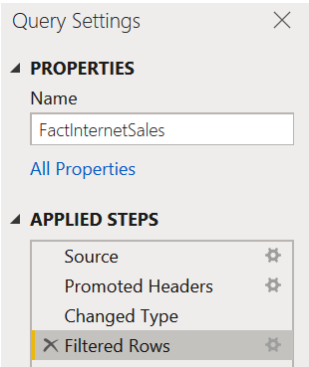 Query Settings
PROPERTIES
Name
FactInternetSales
All Properties
APPLIED STEPS
Source
Promoted Headers
Changed Type
Filtered Rows